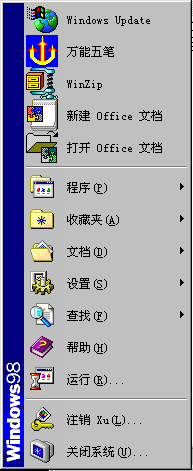 Windows Update
万能五笔
WinZip
新建 Office 文档
打开 Office 文档
程序(P)
收藏夹(A)
文档(D)
设置(S)
查找(F)
帮助(H)
运行(R)...
注销 Xu(L)...
关闭系统(U)...
Windows98